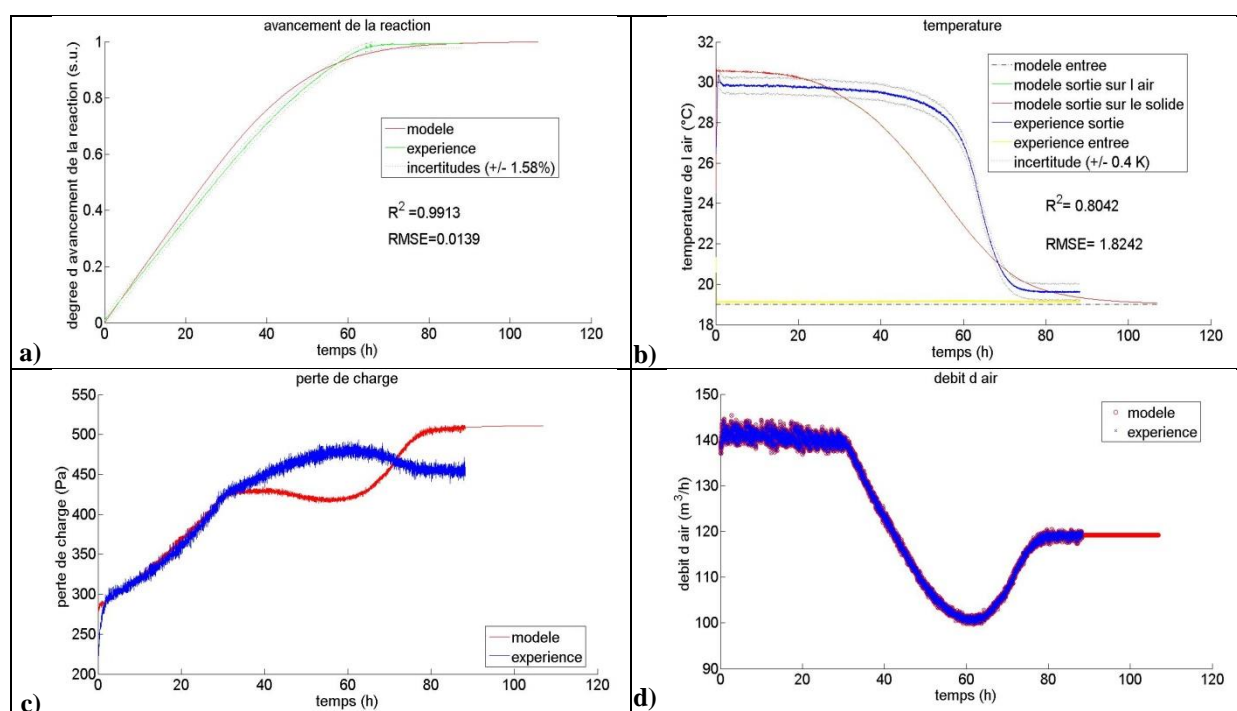 avancement de la reaction
1
0.8
0.6
0.4
0.2
0
0 20 40 60 80 100 120
degree d avancement de la reaction (s.u.)
temps (h)
modele
experience
incertitudes (+/- 1.58%)
R² =0.9913
RMSE=0.0139
a)
temperature
32
30
28
26
24
22
20
18
0 20 40 60 80 100 120
temperature de l air (°C)
temps (h)
modele entree
modele sortie sur l air
modele sortie sur le solide
experience sortie
experience entree
incertitude (+/- 0.4 K)
R²= 0.8042
RMSE= 1.8242
b)
perte de charge
550
500
450
400
350
300
250
200
0 20 40 60 80 100 120
perte de charge (Pa)
temps (h)
modele
experience
c)
debit d air
150
140
130
120
110
100
90
0 20 40 60 80 100 120
debit d air (m³/h)
temps (h)
modele
experience
d)